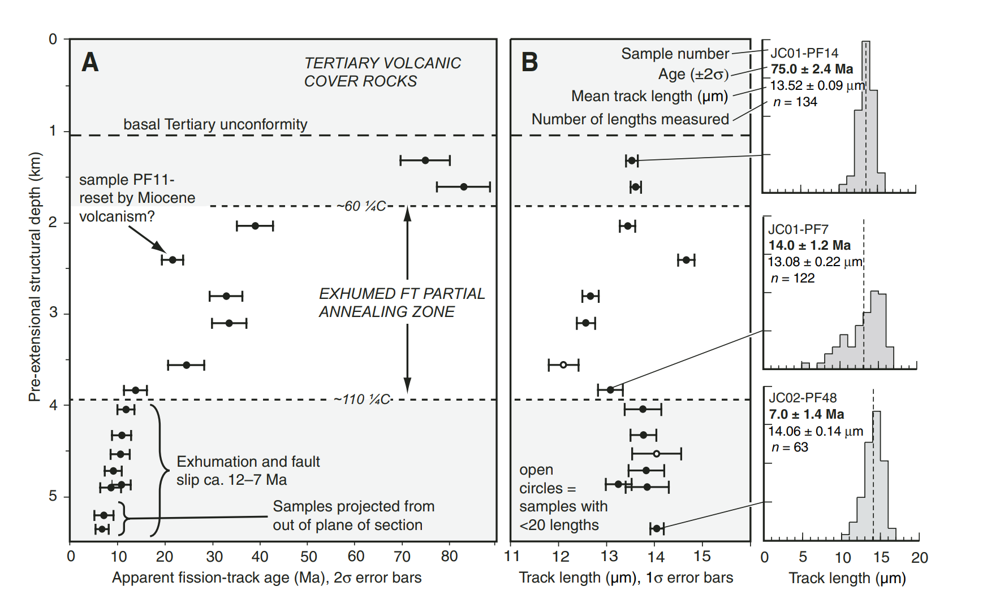 A
TERTIARY VOLCANIC
COVER ROCKS
basal Tertiary unconformity
sample PF11-
reset by Miocene
volcanism?
~60 ¼C
EXHUMED FT PARTIAL
ANNEALING ZONE
~110 ¼C
Exhumation and fault
slip ca. 12–7 Ma
Samples projected from
out of plane of section
0
1
2
3
4
5
Pre-extensional structural depth (km)
0 10 20 30 40 50 60 70 80
Apparent fission-track age (Ma), 2σ error bars
B
Sample number
Age (±2σ)
Mean track length (µm)
Number of lengths measured
open
circles =
samples with
<20 lengths
11 12 13 14 15
Track length (µm), 1σ error bars
JC01-PF14
75.0 ± 2.4 Ma
13.52 ± 0.09 µm
n = 134
JC01-PF7
14.0 ± 1.2 Ma
13.08 ± 0.22 µm
n = 122
JC02-PF48
7.0 ± 1.4 Ma
14.06 ± 0.14 µm
n = 63
0 5 10 15 20
Track length (µm)